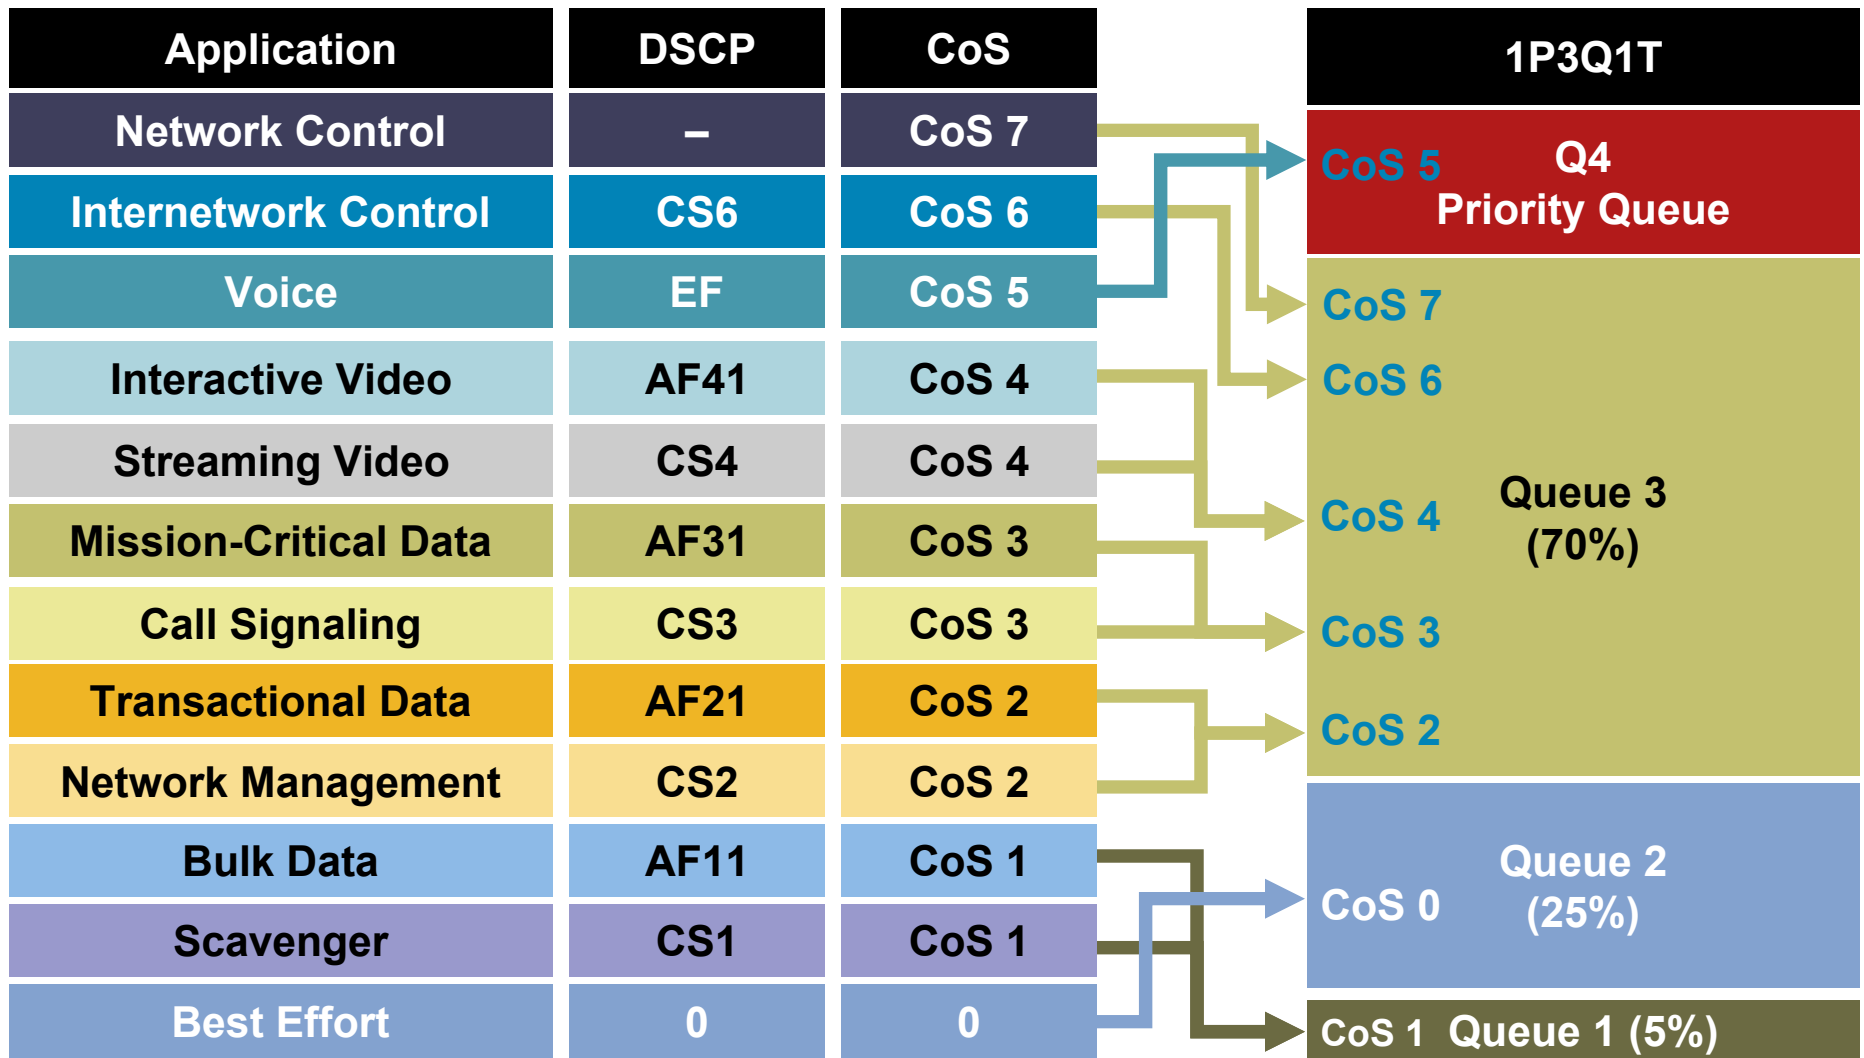 Application DSCP CoS
Network Control – CoS 7
Internetwork Control CS6 CoS 6
Voice EF CoS 5
Interactive Video AF41 CoS 4
Streaming Video CS4 CoS 4
Mission-Critical Data AF31 CoS 3
Call Signaling CS3 CoS 3
Transactional Data AF21 CoS 2
Network Management CS2 CoS 2
Bulk Data AF11 CoS 1
Scavenger CS1 CoS 1
Best Effort 0 0
1P3Q1T
CoS 5
Q4
Priority Queue
CoS 7
CoS 6
CoS 4
Queue 3
(70%)
CoS 3
CoS 2
CoS 0
Queue 2
(25%)
CoS 1 Queue 1 (5%)